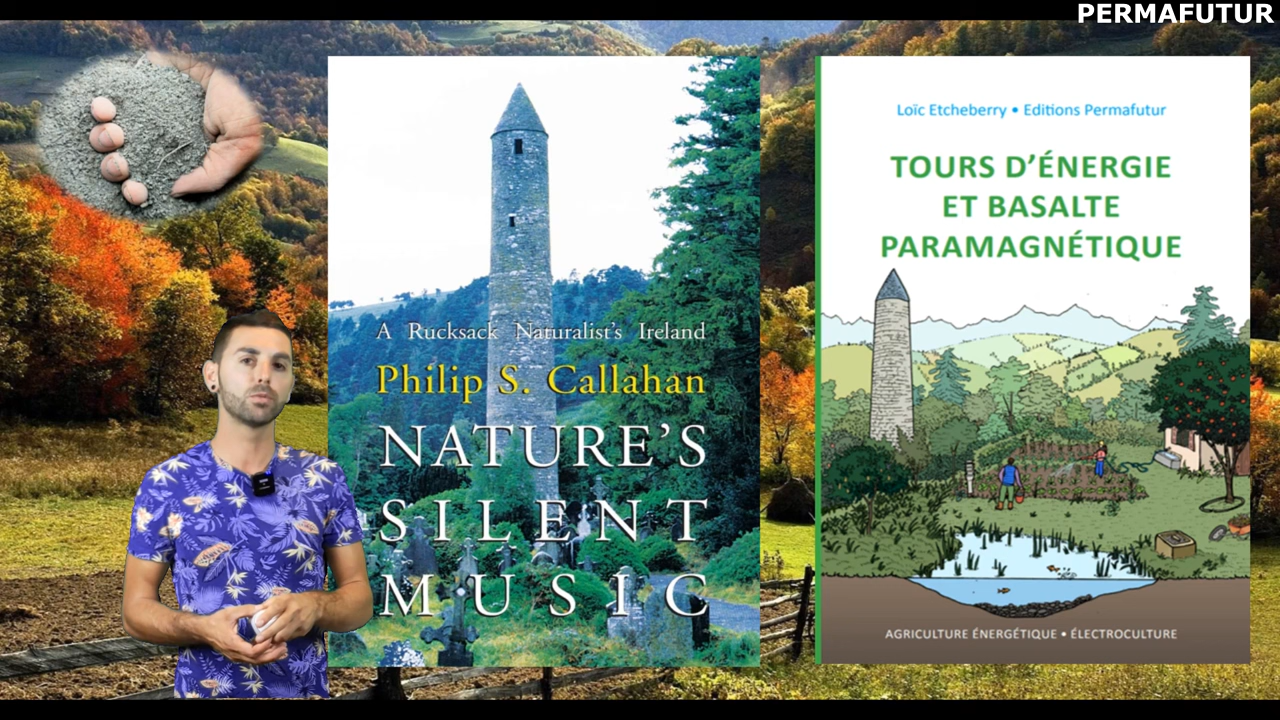 PERMAFUTUR
A Rucksack Naturalist's Ireland
Philip S. Callahan
NATURE'S
SILENT
MUSIC
Loïc Etcheberry • Editions Permafutur
TOURS D'ÉNERGIE
ET BASALTE
PARAMAGNÉTIQUE
AGRICULTURE ÉNERGÉTIQUE • ÉLECTROCULTURE